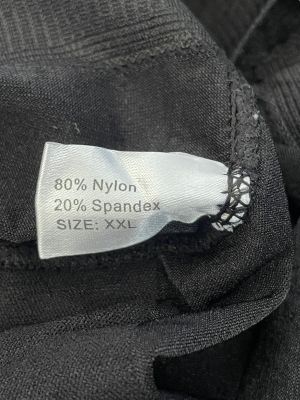 80% Nylon
20% Spandex
SIZE: XXL